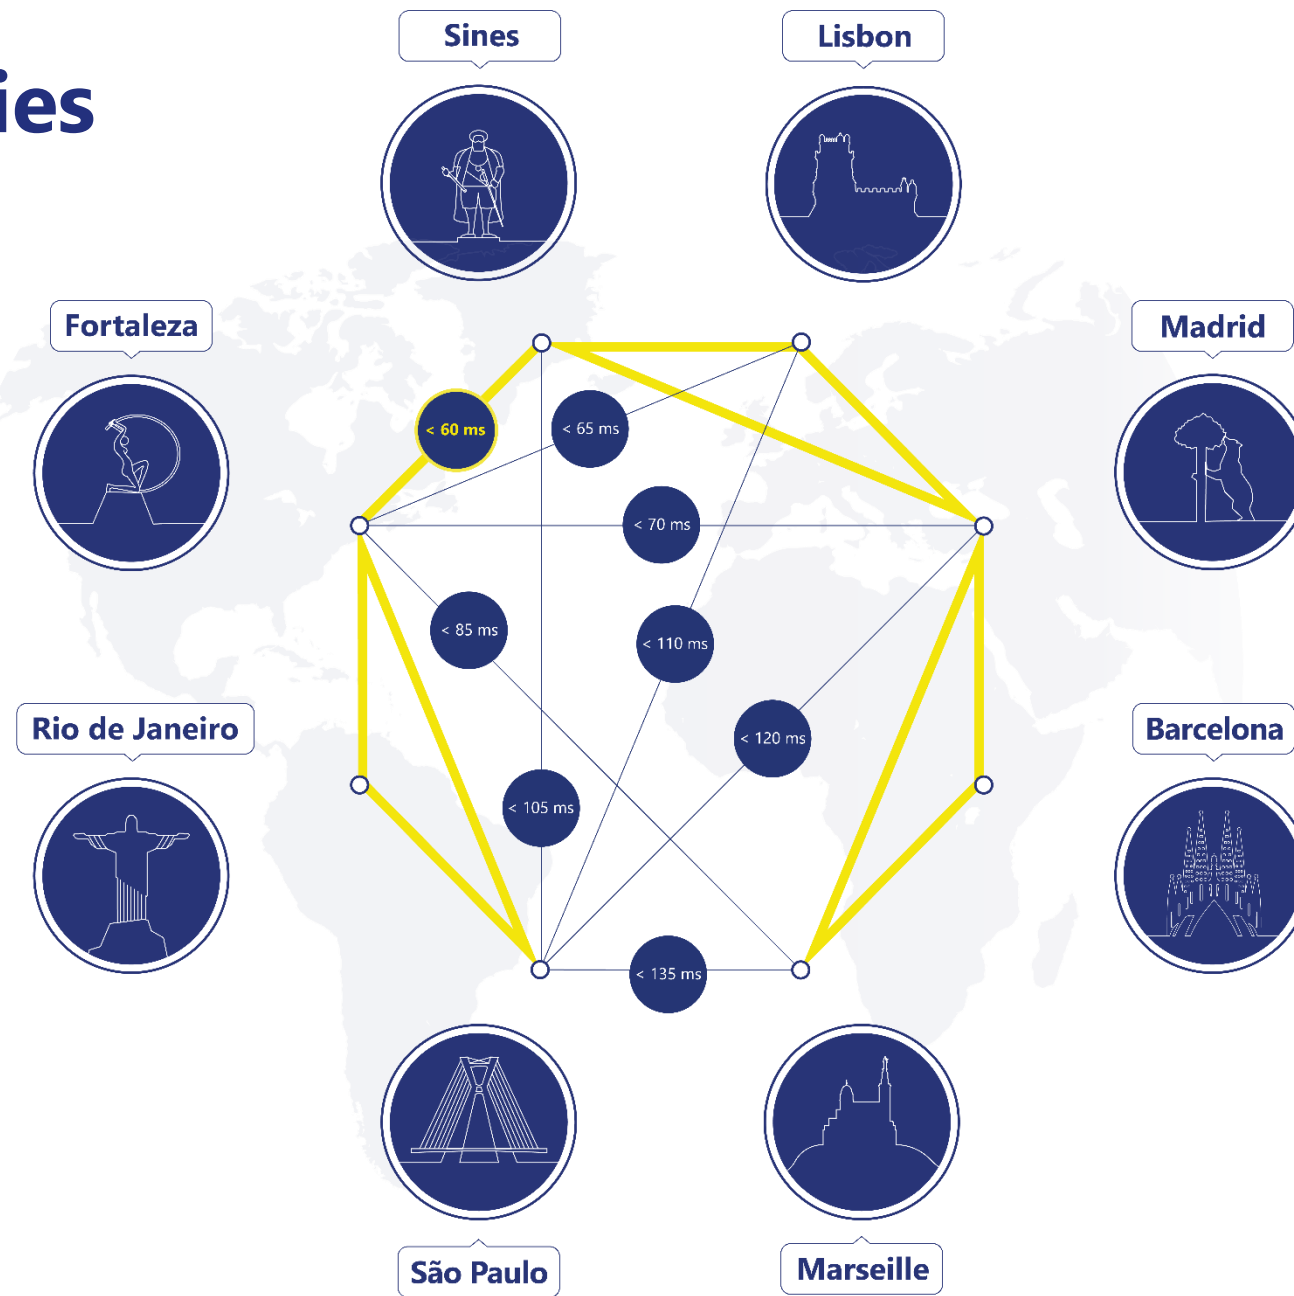 Sines
Lisbon
ies
Fortaleza
Madrid
< 60 ms
< 65 ms
< 70 ms
< 85 ms
< 110 ms
Rio de Janeiro
Barcelona
< 120 ms
< 105 ms
< 135 ms
São Paulo
Marseille